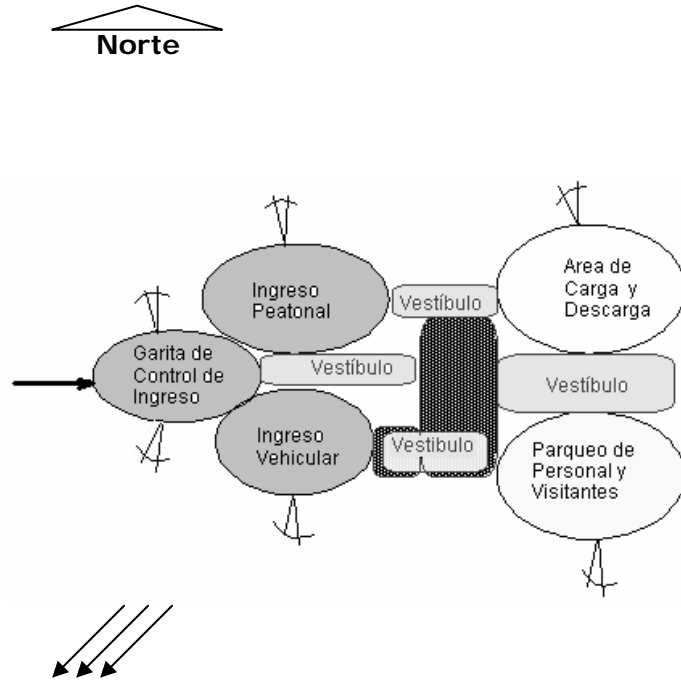 Norte
Ingreso
Peatonal
Vestíbulo
Area de
Carga y
Descarga
Garita de
Control de
Ingreso
Vestíbulo
Vestíbulo
Ingreso
Vehicular
Vestíbulo
Parqueo de
Personal y
Visitantes